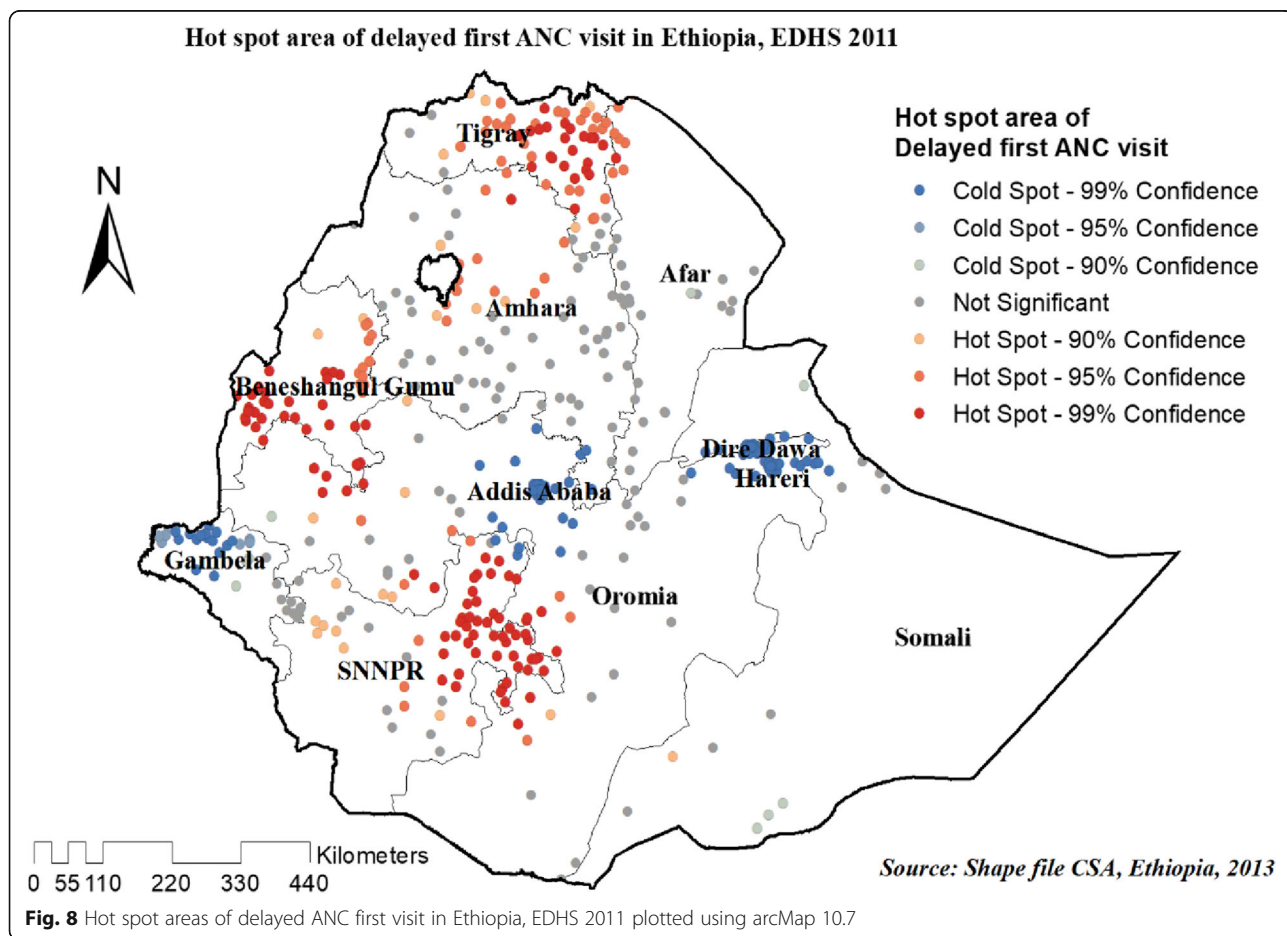 Hot spot area of delayed first ANC visit in Ethiopia, EDHS 2011
Hot spot area of
Delayed first ANC visit
Cold Spot - 99% Confidence
Cold Spot - 95% Confidence
Cold Spot - 90% Confidence
Not Significant
Hot Spot - 90% Confidence
Hot Spot - 95% Confidence
Hot Spot - 99% Confidence
N
Tigray
Afar
Amhara
Beneshangul Gumu
Dire Dawa
Hareri
Addis Ababa
Gambela
Oromia
Somali
SNNPR
Kilometers
0 55 110 220 330 440
Source: Shape file CSA, Ethiopia, 2013
Fig. 8 Hot spot areas of delayed ANC first visit in Ethiopia, EDHS 2011 plotted using arcMap 10.7